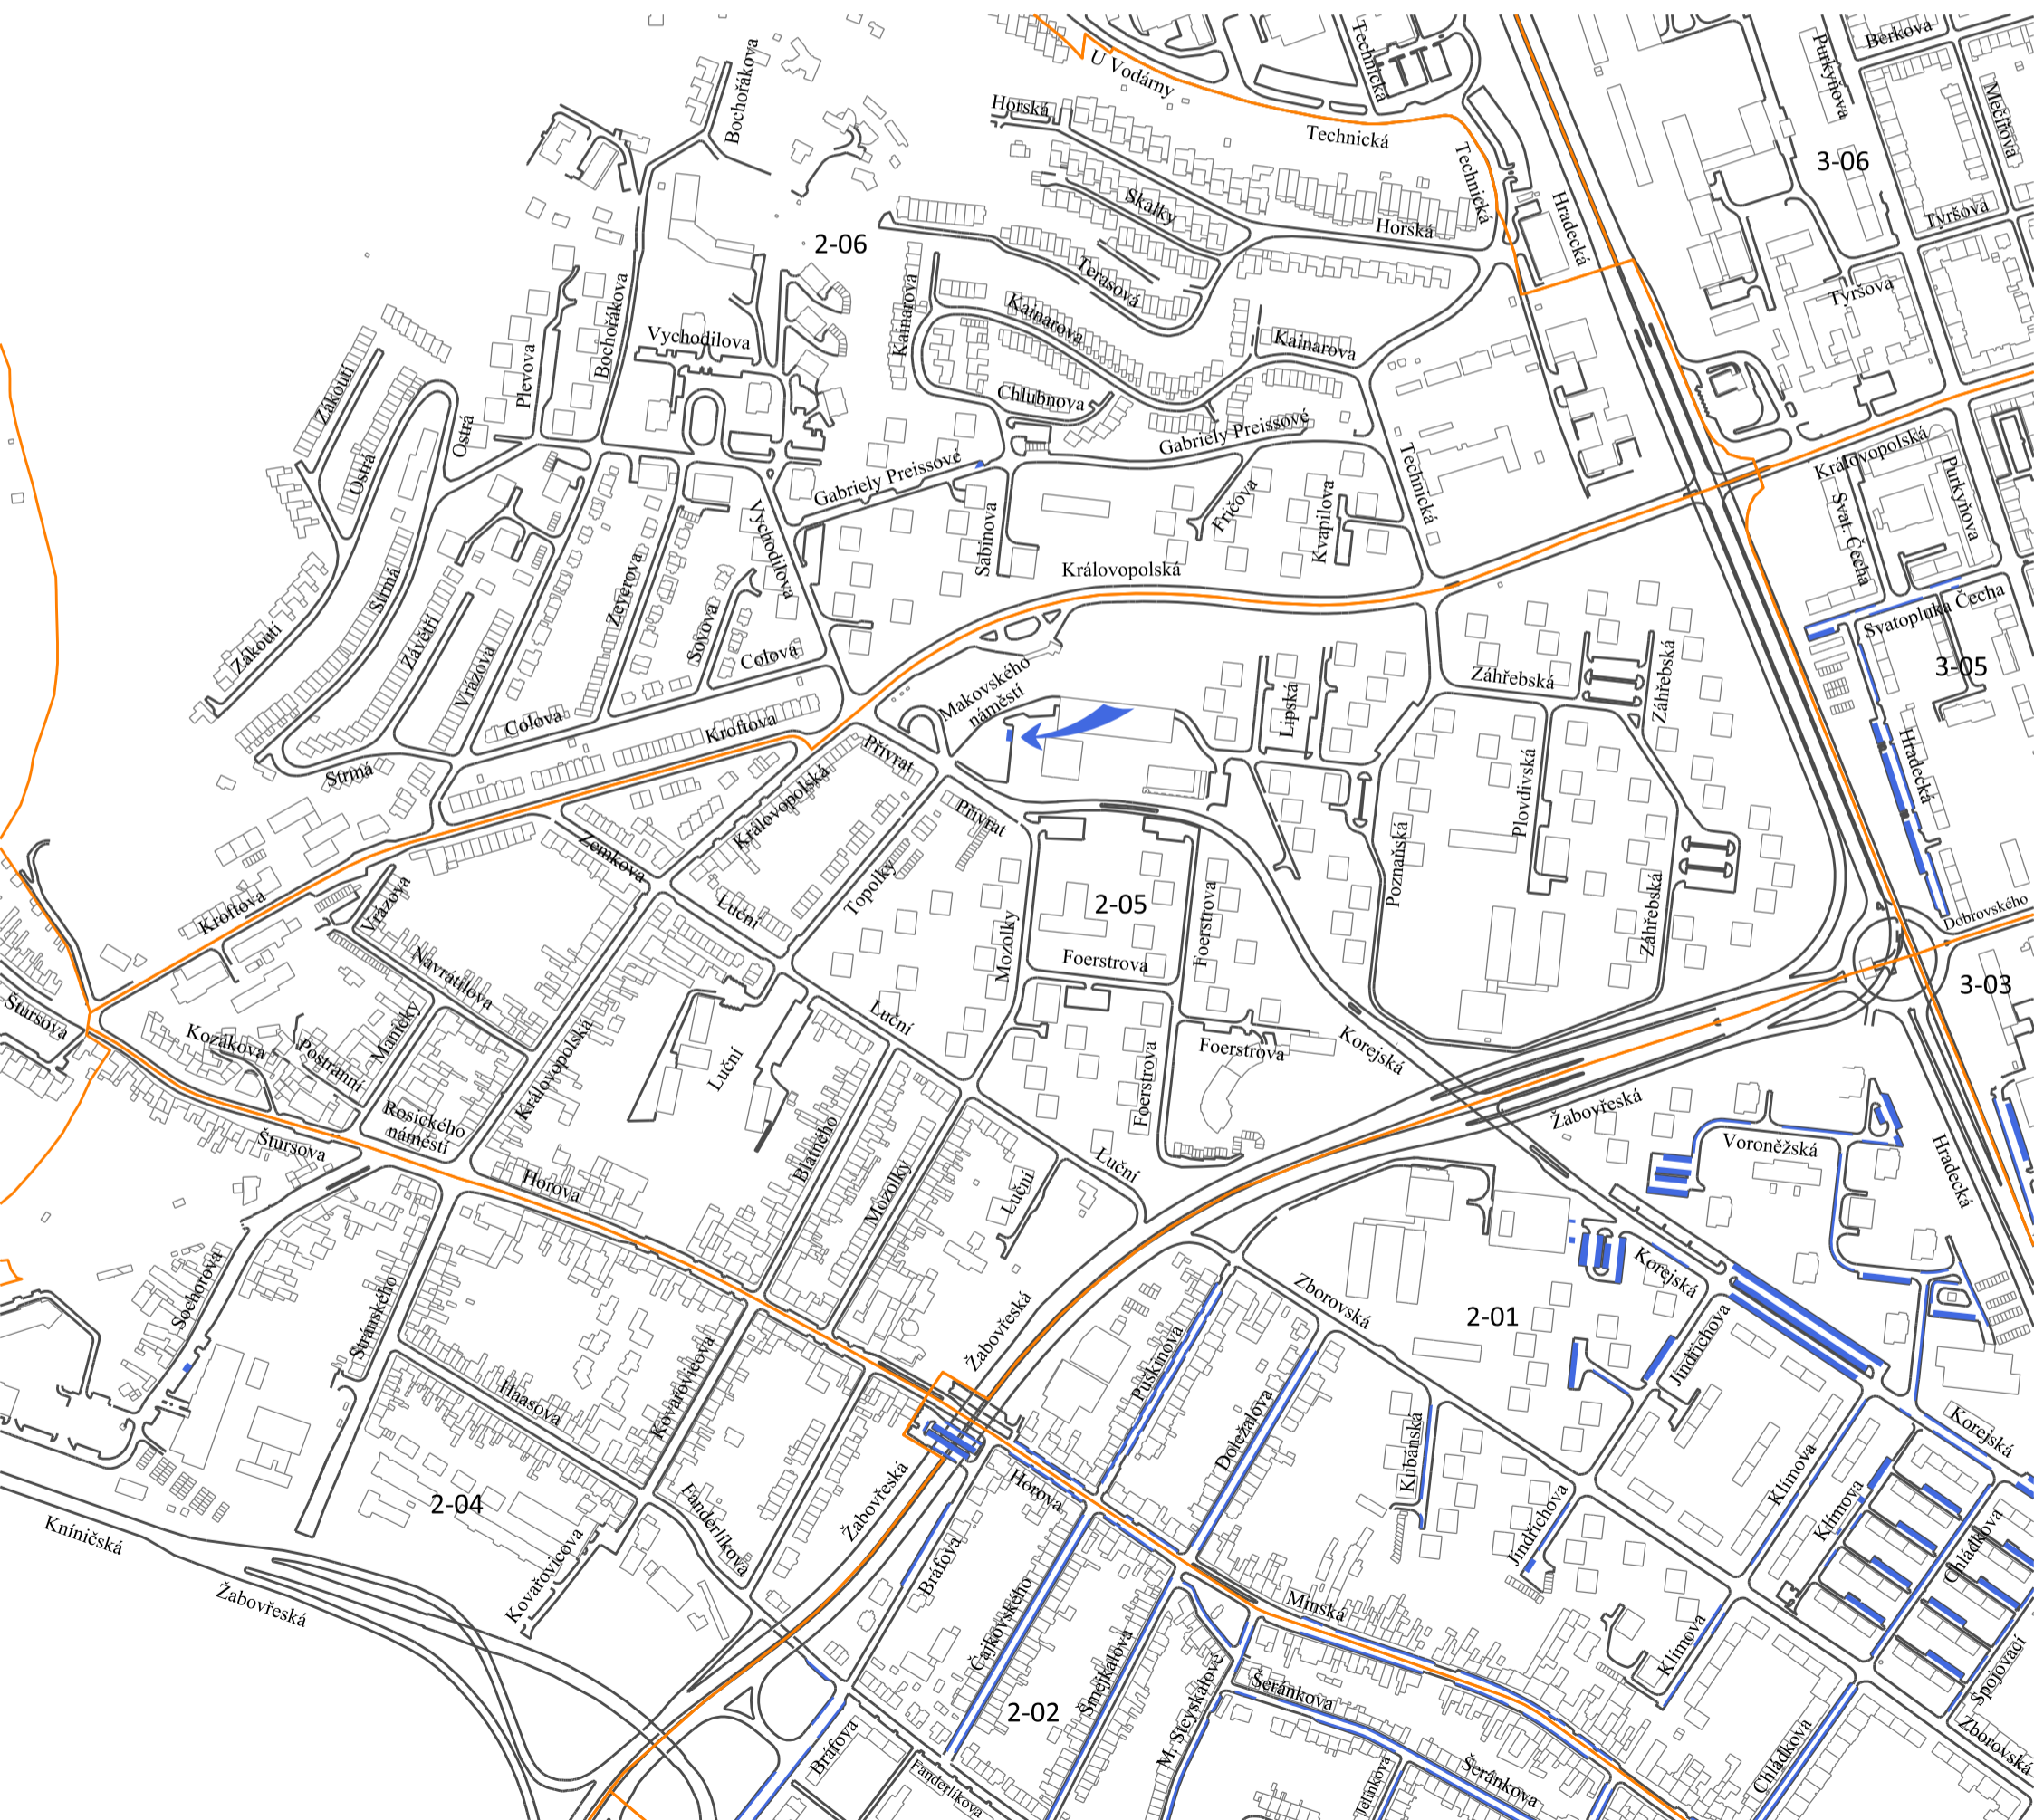 Bochořákova
U Vodárny
Technická
Purkyňova
Berkova
Mečířova
Horská
Technická
3-06
Technická
Skalky
Hradecká
Tyršova
Horská
2-06
Terasová
Tyršova
Kainarova
Bochořákova
Kainarova
Vychodilova
Kainarova
Plevova
Zákoutí
Chlubnova
Ostrá
Gabriely Preissové
Královopolská
Ostrá
Gabriely Preissové
Technická
Purkyňova
Svat. Čecha
Fričova
Kvapilova
Vychodilova
Sabinova
Královopolská
Strmá
Zeyerova
Svatopluka Čecha
Závětří
Zákoutí
Sovova
Colova
Vrázova
3-05
Makovského
náměstí
Záhřebská
Záhřebská
Lipská
Colova
Kroftova
Přívrat
Strmá
Hradecká
Plovdivská
Královopolská
Přívrat
Zemkova
Poznaňská
Topolky
Vrázova
Kroftova
Luční
2-05
Foerstrova
Záhřebská
Dobrovského
Mozolky
Foerstrova
Navrátilova
3-03
Štursova
Luční
Kozákova
Maničky
Postranní
Královopolská
Luční
Foerstrova
Foerstrova
Korejská
Žabovřeská
Rosického
náměstí
Štursova
Voroněžská
Blatného
Luční
Hradecká
Horova
Mozolky
Luční
Sochorova
Stránského
Korejská
Zborovská
2-01
Žabovřeská
Jindřichova
Puškinova
Kovařovicova
Haasova
Doležalova
Kubánská
Korejská
Klímova
Horova
2-04
Fanderlíkova
Žabovřeská
Jindřichova
Klímova
Chládkova
Kníničská
Kovařovicova
Bráfova
Žabovřeská
Čajkovského
Minská
Šmejkalova
Klímova
M. Steyskalové
Šeránkova
Spojovací
2-02
Bráfova
Zborovská
Chládkova
Šeránkova
Fanderlíkova
Jelínkova